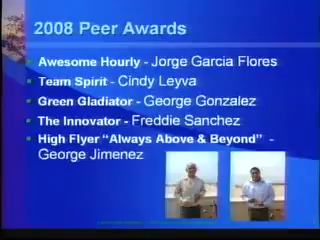 2008 Peer Awards
Awesome Hourly - Jorge Garcia Flores
Team Spirit - Cindy Leyva
Green Gladiator - George Gonzalez
The Innovator - Freddie Sanchez
High Flyer “Always Above & Beyond” -
George Jimenez